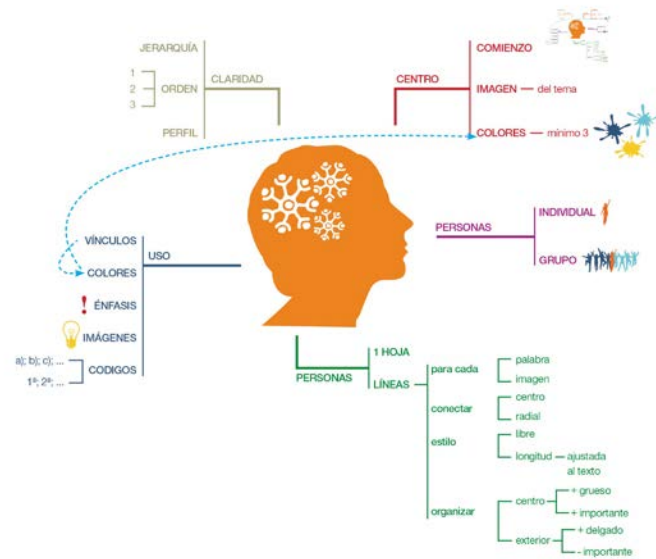 JERARQUÍA
1
2
3
ORDEN
PERFIL
CLARIDAD
CENTRO
COMIENZO
IMAGEN
del tema
COLORES
mínimo 3
PERSONAS
INDIVIDUAL
GRUPO
USO
VÍNCULOS
COLORES
!
ÉNFASIS
IMÁGENES
CODIGOS
a); b); c); ...
1º; 2º; ...
PERSONAS
1 HOJA
LÍNEAS
para cada
palabra
imagen
conectar
centro
radial
estilo
libre
longitud
ajustada
al texto
organizar
centro
+ grueso
+ importante
exterior
+ delgado
- importante